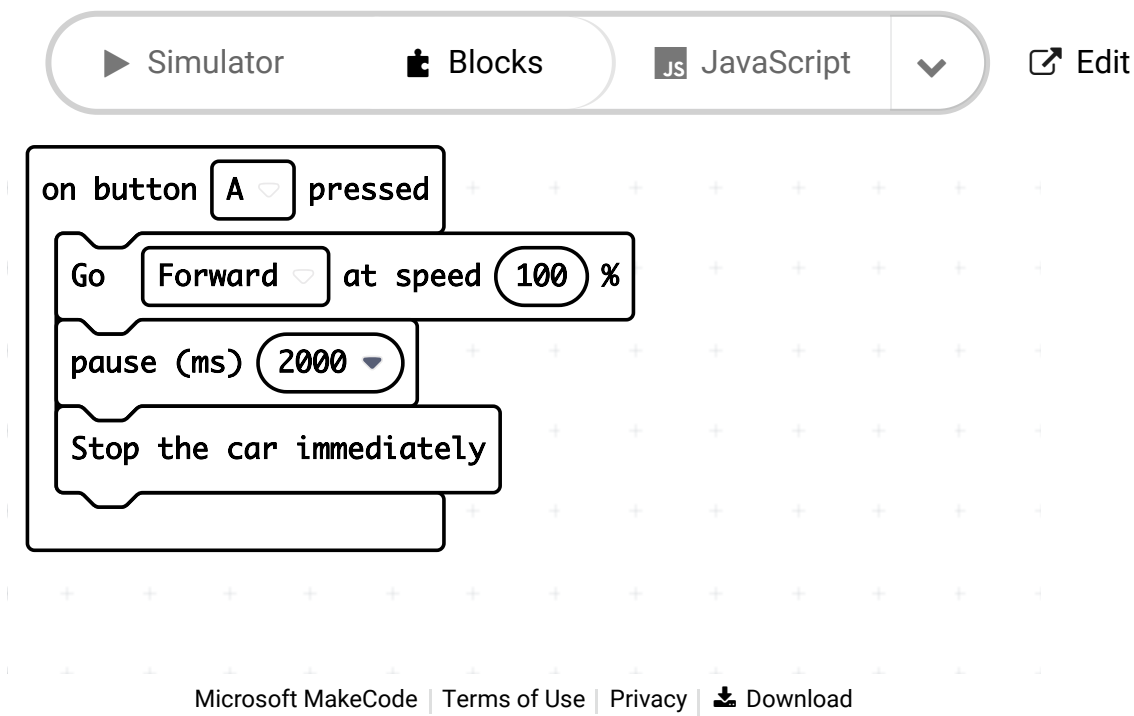 Simulator Blocks JS JavaScript Edit
on button A pressed
Go Forward at speed 100 %
pause (ms) 2000
Stop the car immediately
Microsoft MakeCode | Terms of Use | Privacy | Download